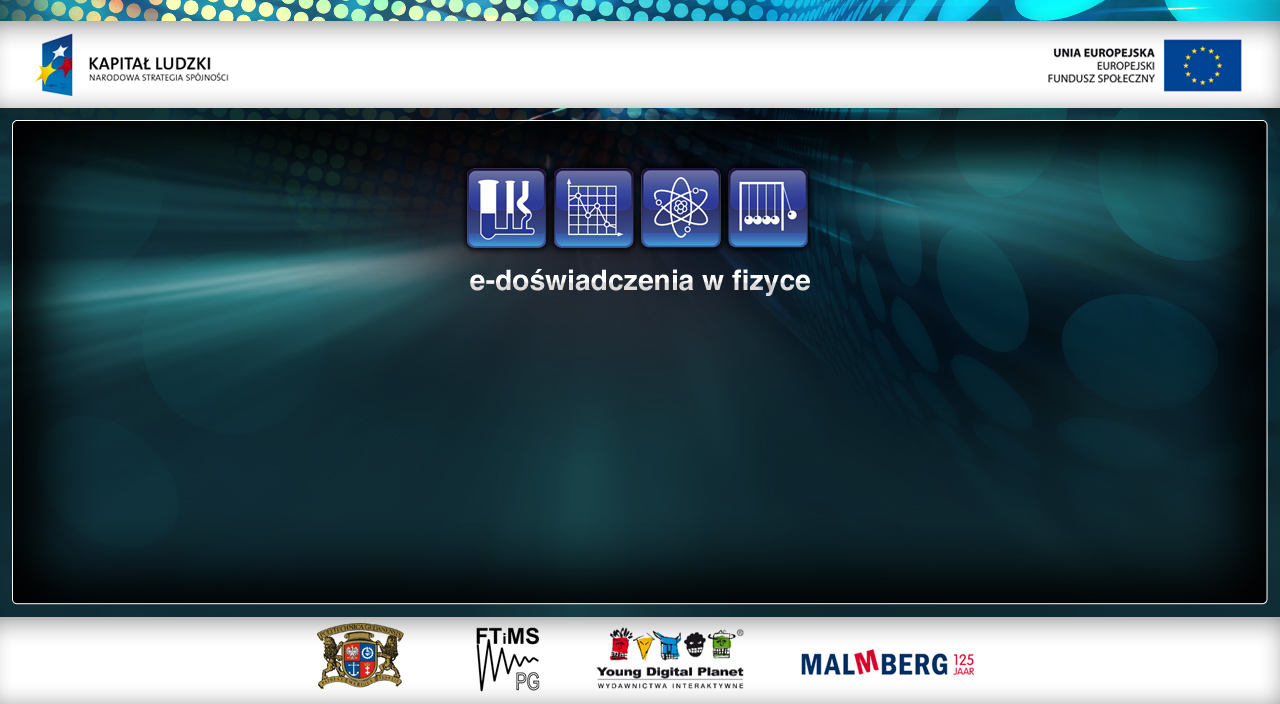 KAPITAŁ LUDZKI
NARODOWA STRATEGIA SPÓJNOŚCI
UNIA EUROPEJSKA
EUROPEJSKI
FUNDUSZ SPOŁECZNY
e-doświadczenia w fizyce
FTiMS
PG
Young Digital Planet
WYDAWNICTWA INTERAKTYWNE
MALMBERG 125
JAAR